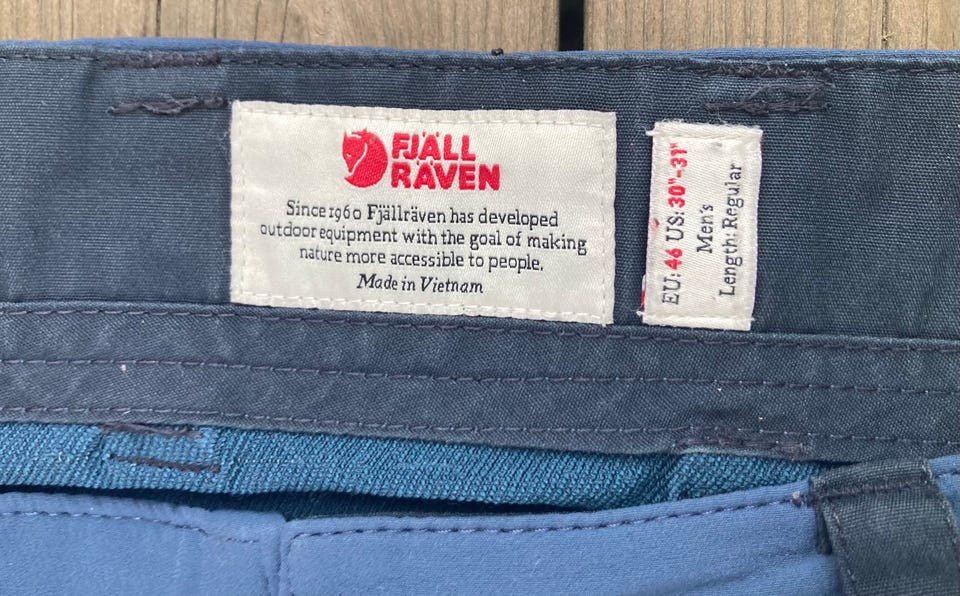 FJÄLL
RÄVEN
Since 1960 Fjällräven has developed
outdoor equipment with the goal of making
nature more accessible to people.
Made in Vietnam
EU: 46 US: 30"-31"
Men's
Length: Regular